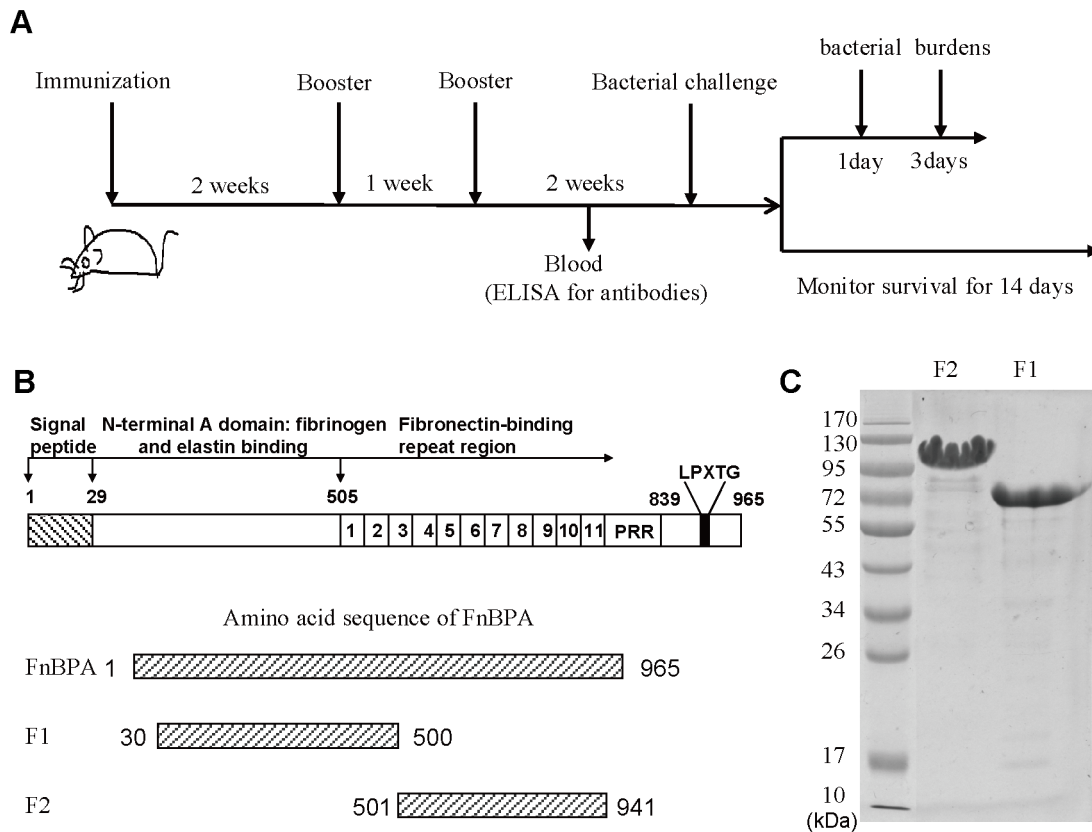 A
bacterial burdens
Immunization
Booster
Booster
Bacterial challenge
2 weeks
1 week
2 weeks
1day
3days
Blood
(ELISA for antibodies)
Monitor survival for 14 days
B
Signal
peptide
N-terminal A domain: fibrinogen
and elastin binding
Fibronectin-binding
repeat region
LPXTG
1
29
505
839
965
1 2 3 4 5 6 7 8 9 10 11 PRR
Amino acid sequence of FnBPA
FnBPA 1 965
F1 30 500
F2 501 941
C
F2 F1
170
130
95
72
55
43
34
26
17
10
(kDa)